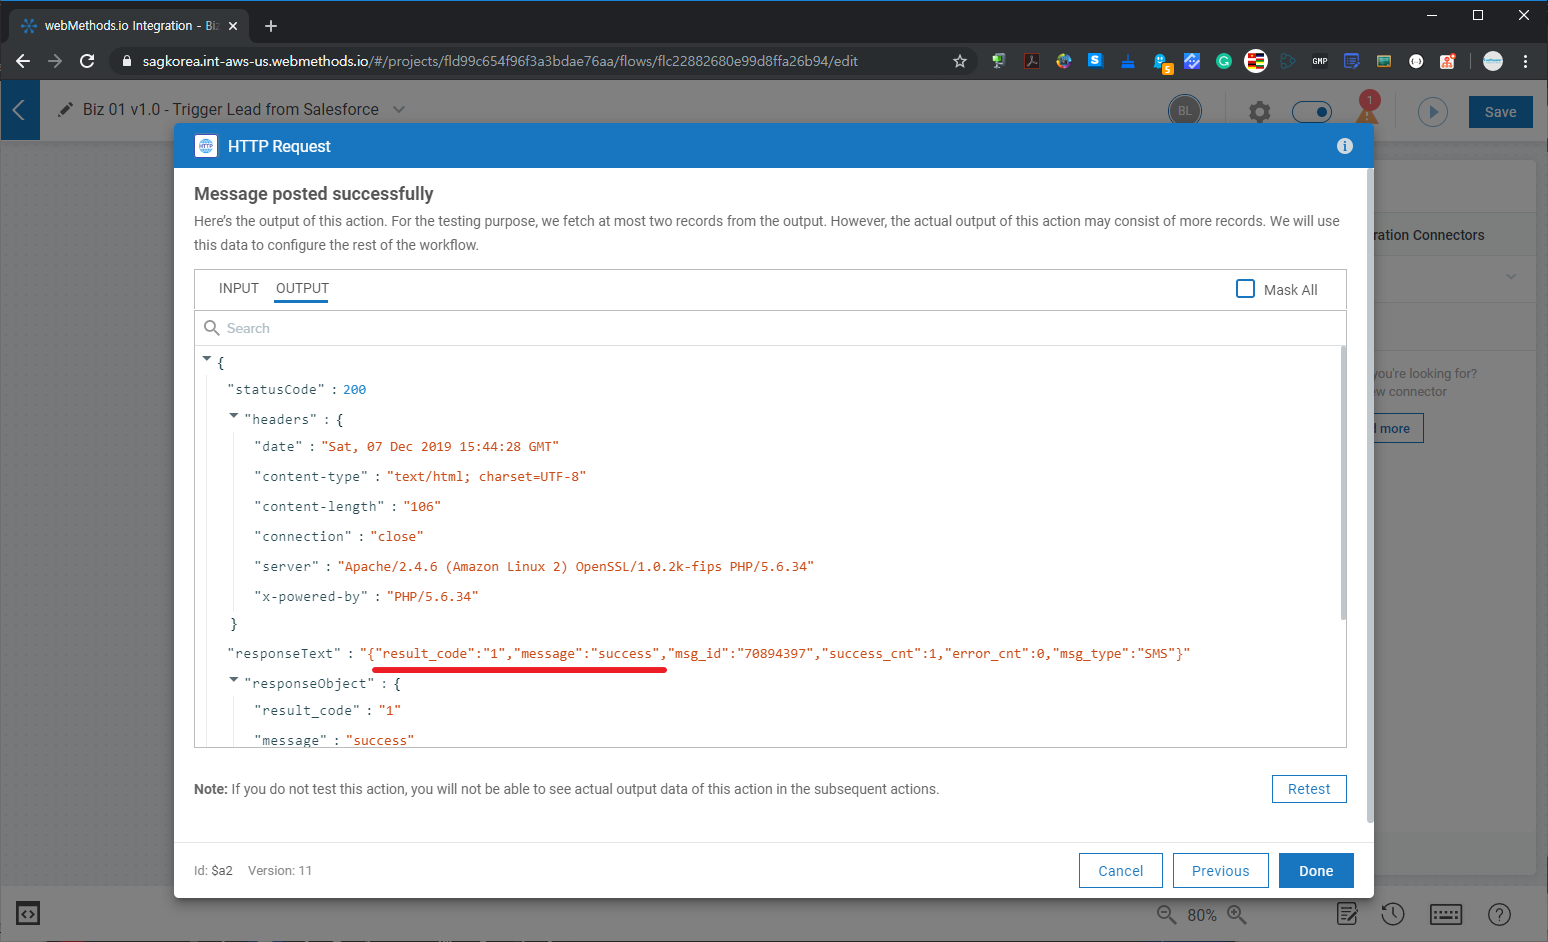 webMethods.io Integration - Biz
sagkorea.int-aws-us.webmethods.io/#/projects/fld99c654f96f3a3bdae76aa/flows/flc22882680e99d8ffa26b94/edit
S
5
G
GMP
Biz 01 v1.0 - Trigger Lead from Salesforce
BL
1
Save
HTTP
HTTP Request
i
Message posted successfully
Here's the output of this action. For the testing purpose, we fetch at most two records from the output. However, the actual output of this action may consist of more records. We will use
this data to configure the rest of the workflow.
ration Connectors
INPUT OUTPUT
Mask All
Search
{
"statusCode" : 200
"headers" : {
"date" : "Sat, 07 Dec 2019 15:44:28 GMT"
"content-type" : "text/html; charset=UTF-8"
"content-length" : "106"
"connection" : "close"
"server" : "Apache/2.4.6 (Amazon Linux 2) OpenSSL/1.0.2k-fips PHP/5.6.34"
"x-powered-by" : "PHP/5.6.34"
}
"responseText" : "{"result_code":"1","message":"success","msg_id":"70894397","success_cnt":1,"error_cnt":0,"msg_type":"SMS"}"
"responseObject" : {
"result_code" : "1"
"message" : "success"
you're looking for?
ew connector
more
Note: If you do not test this action, you will not be able to see actual output data of this action in the subsequent actions.
Retest
Id: $a2 Version: 11
Cancel Previous Done
80%
?